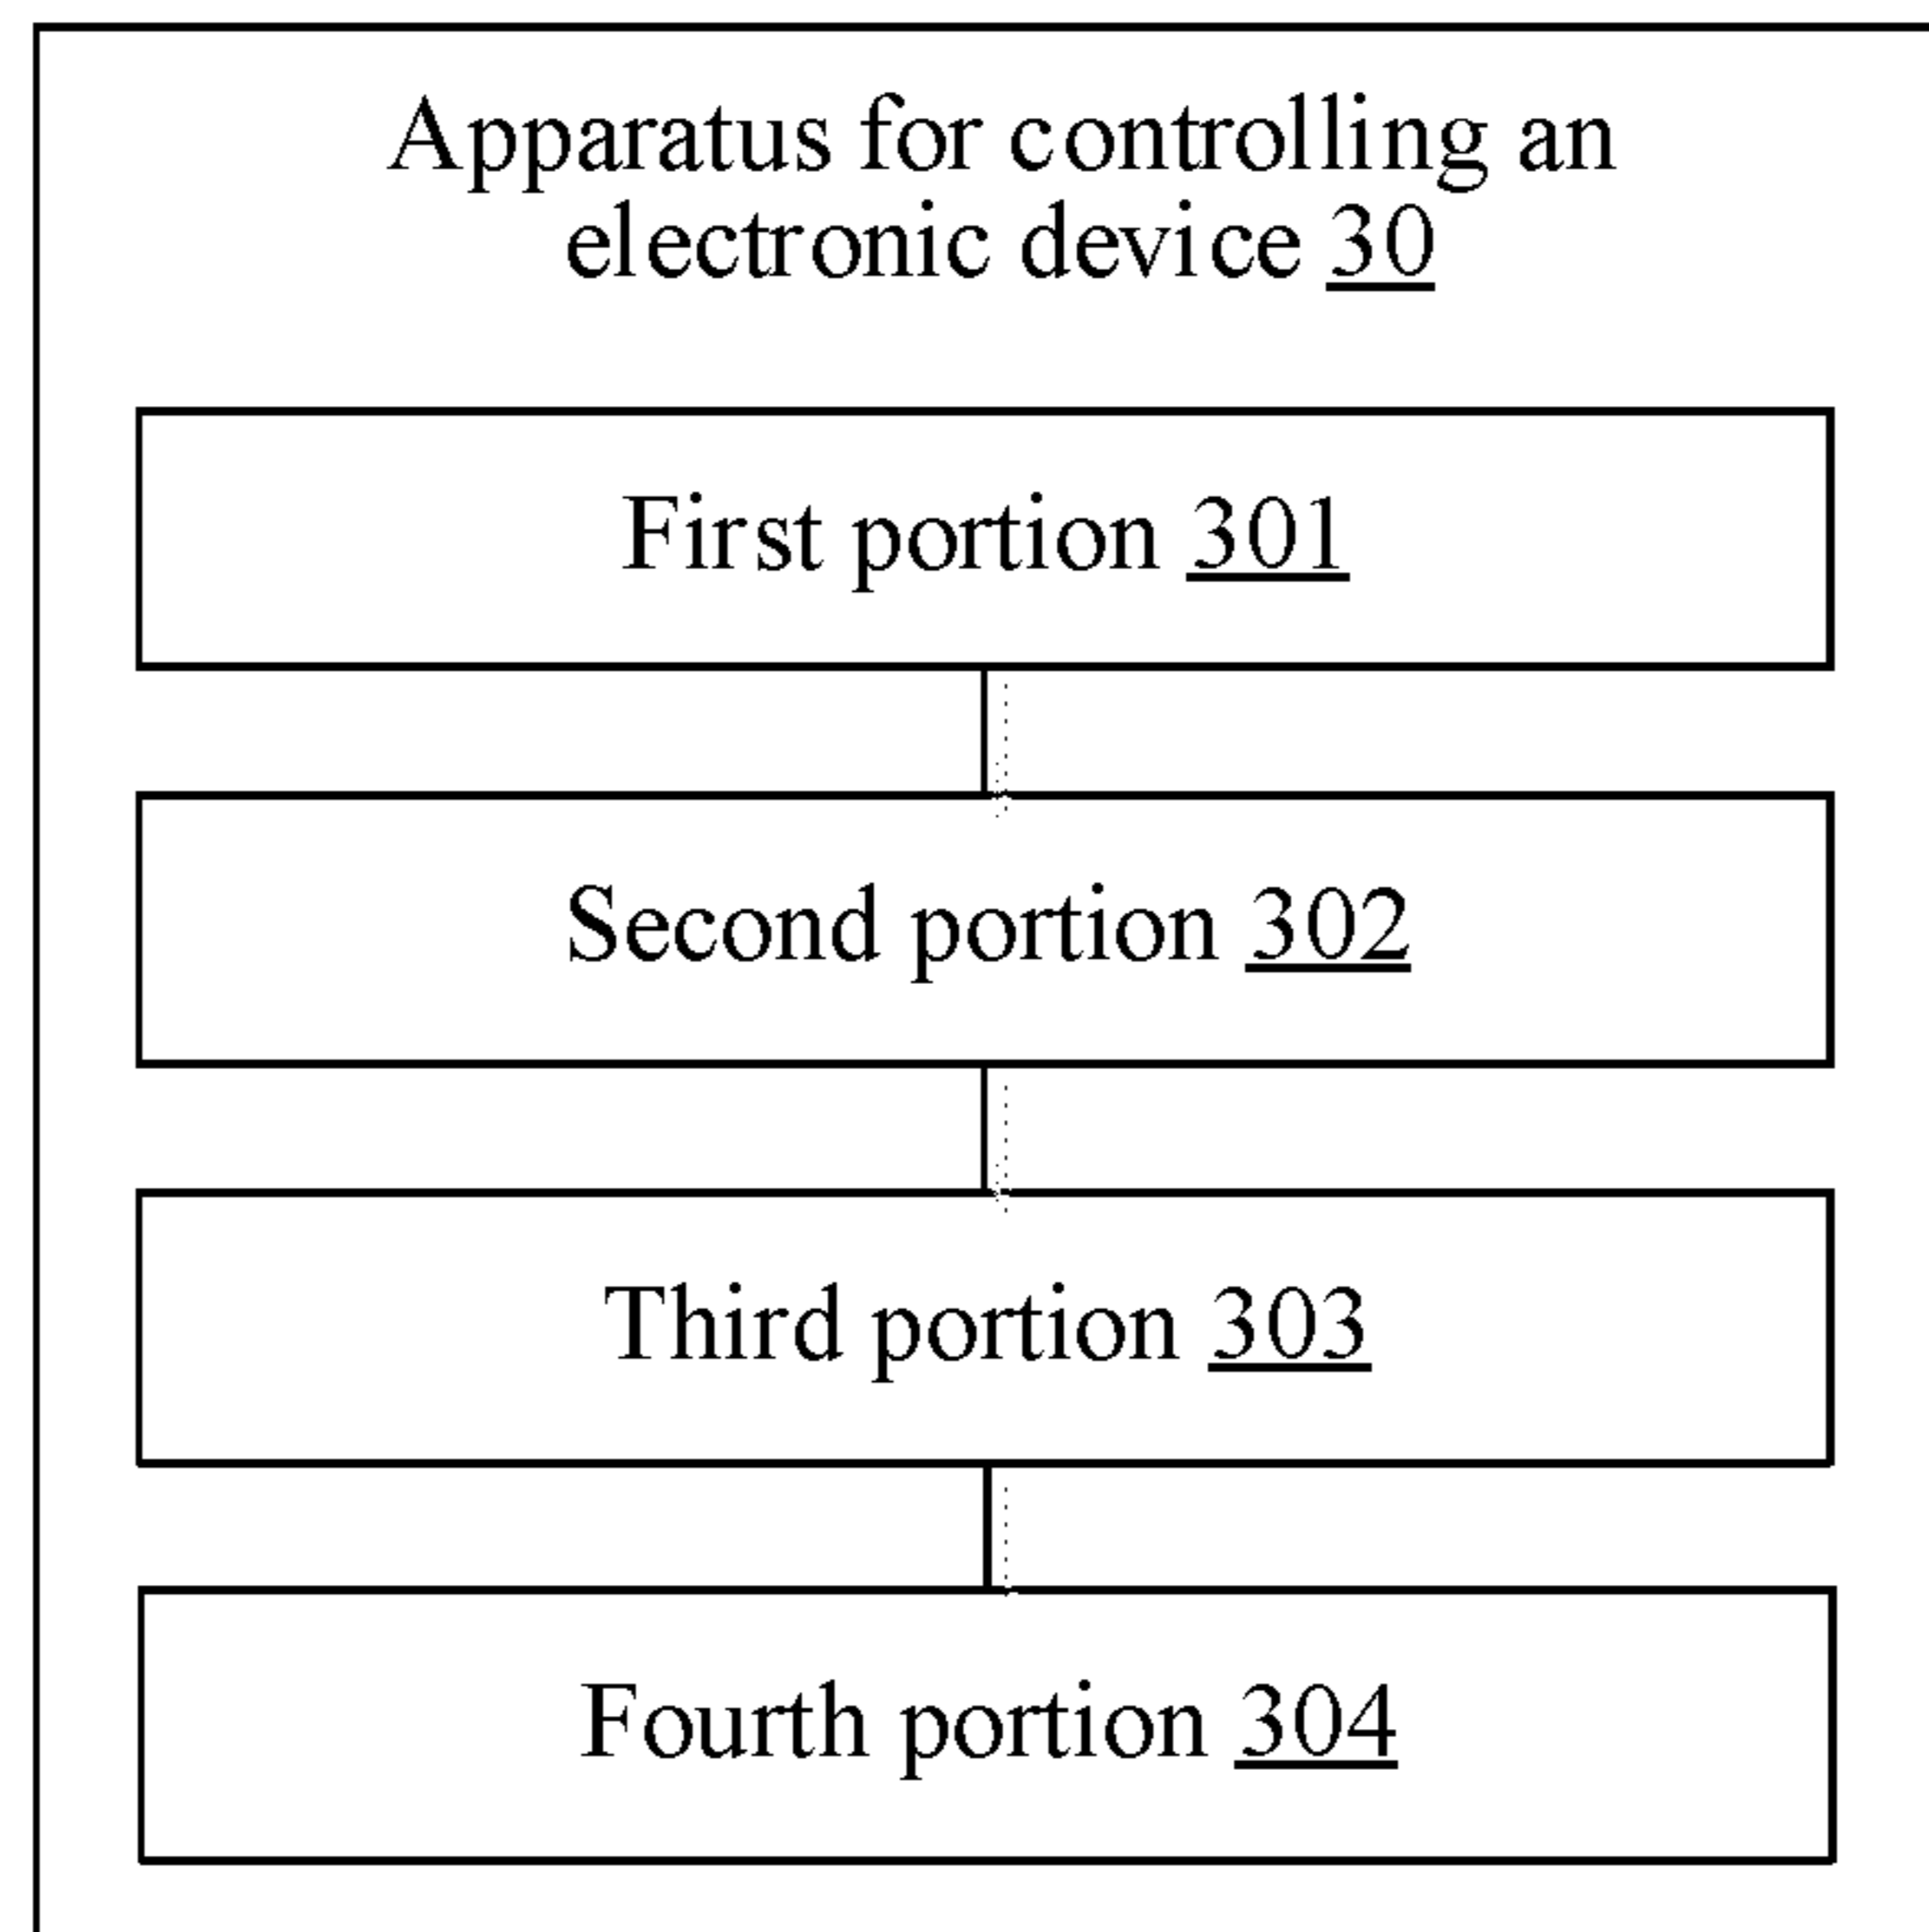 Apparatus for controlling an
electronic device 30
First portion 301
Second portion 302
Third portion 303
Fourth portion 304